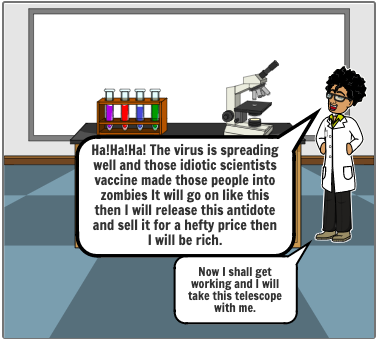 Ha!Ha!Ha! The virus is spreading
well and those idiotic scientists
vaccine made those people into
zombies It will go on like this
then I will release this antidote
and sell it for a hefty price then
I will be rich.
Now I shall get
working and I will
take this telescope
with me.